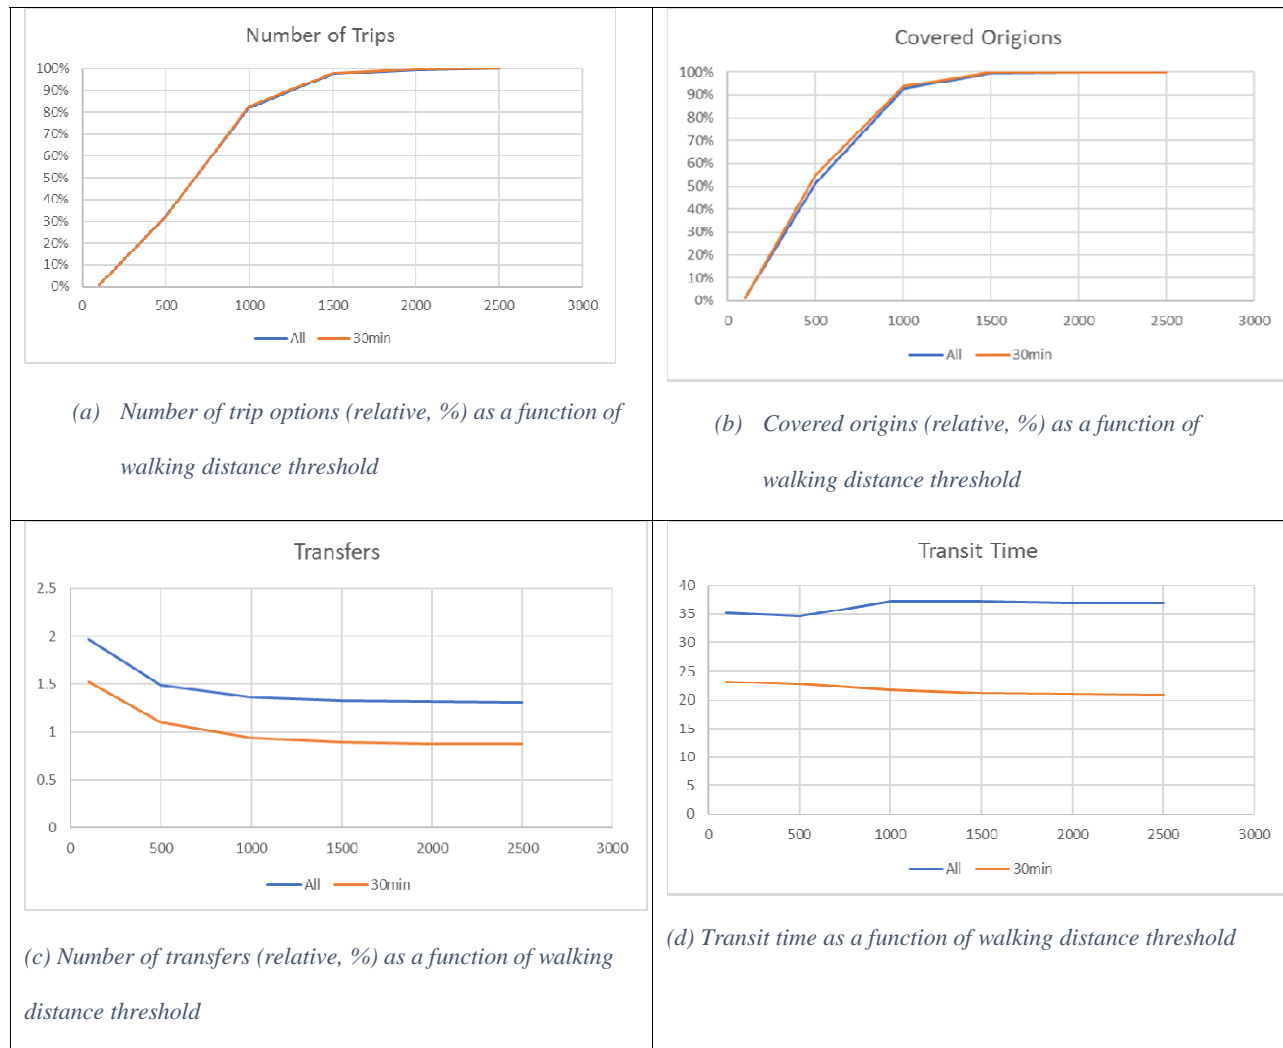 Number of Trips
100%
90%
80%
70%
60%
50%
40%
30%
20%
10%
0%
0 500 1000 1500 2000 2500 3000
All 30min
(a) Number of trip options (relative, %) as a function of
walking distance threshold
Covered Origions
100%
90%
80%
70%
60%
50%
40%
30%
20%
10%
0%
0 500 1000 1500 2000 2500 3000
All 30min
(b) Covered origins (relative, %) as a function of
walking distance threshold
Transfers
2.5
2
1.5
1
0.5
0
0 500 1000 1500 2000 2500 3000
All 30min
(c) Number of transfers (relative, %) as a function of walking
distance threshold
Transit Time
40
35
30
25
20
15
10
5
0
0 500 1000 1500 2000 2500 3000
All 30min
(d) Transit time as a function of walking distance threshold